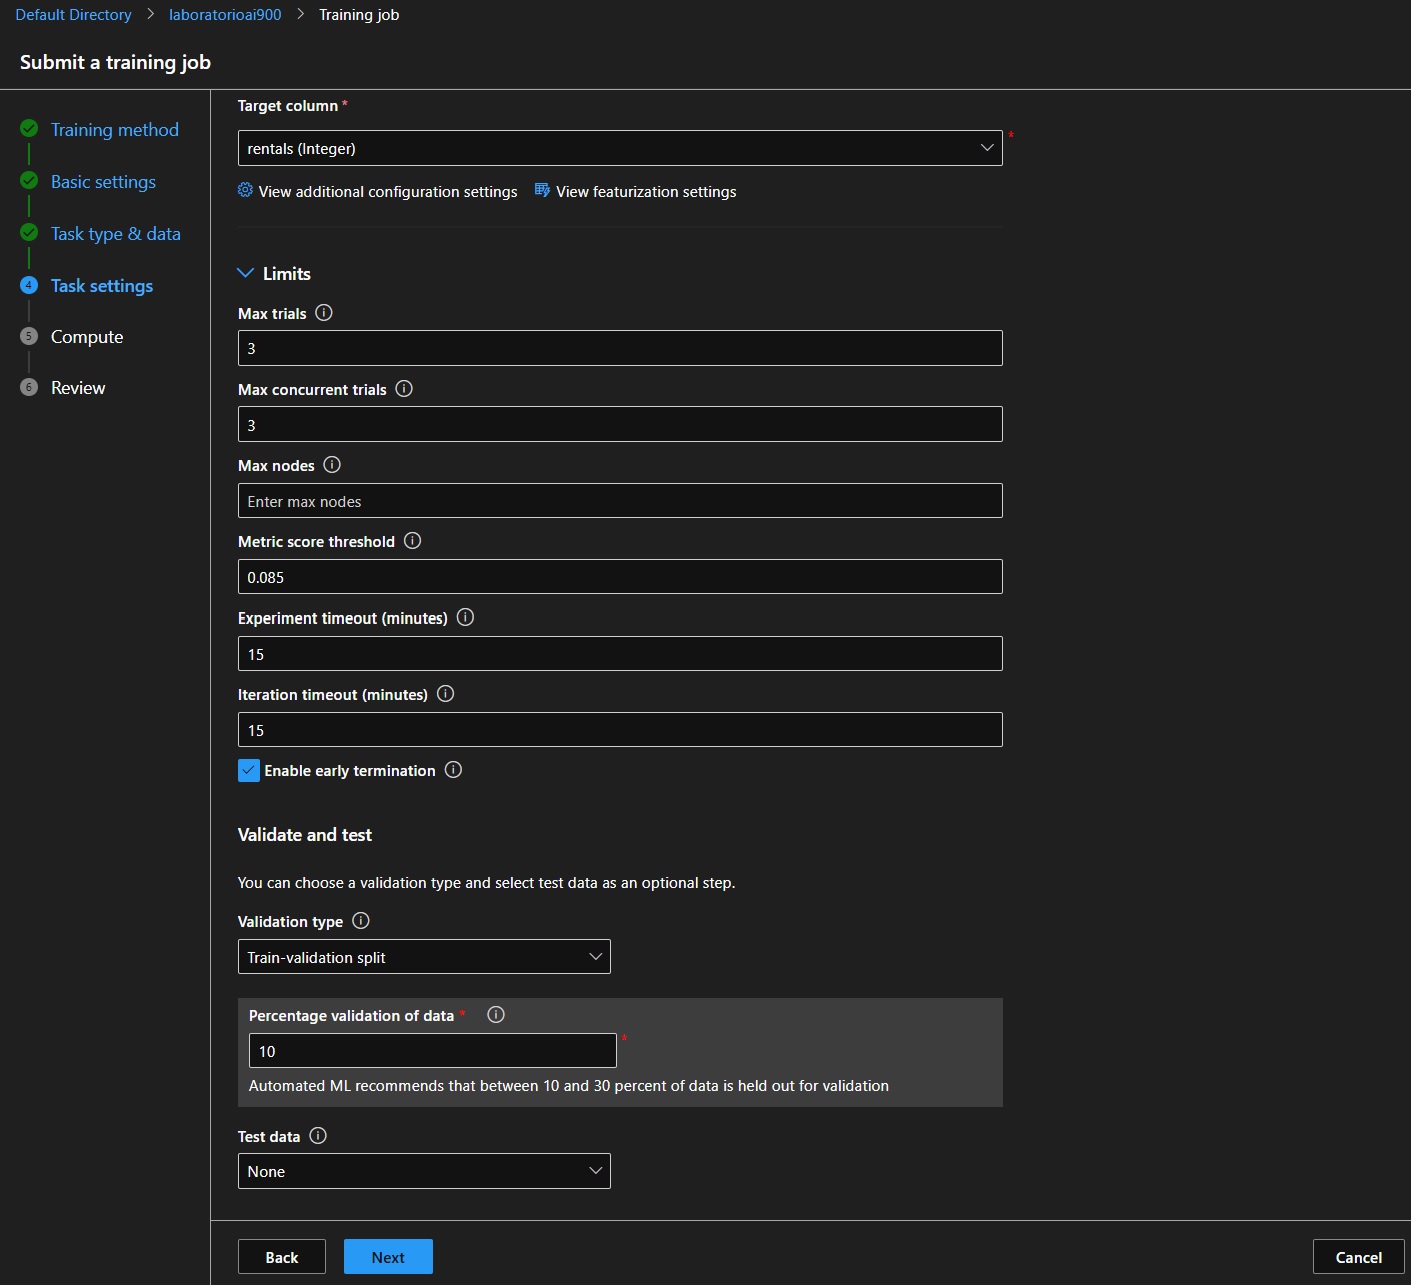 Default Directory > laboratorioai900 > Training job
Submit a training job
Training method
Basic settings
Task type & data
4 Task settings
5 Compute
6 Review
Target column *
rentals (Integer) *
View additional configuration settings View featurization settings
Limits
Max trials
3
Max concurrent trials
3
Max nodes
Enter max nodes
Metric score threshold
0.085
Experiment timeout (minutes)
15
Iteration timeout (minutes)
15
Enable early termination
Validate and test
You can choose a validation type and select test data as an optional step.
Validation type
Train-validation split
Percentage validation of data *
10 *
Automated ML recommends that between 10 and 30 percent of data is held out for validation
Test data
None
Back Next Cancel